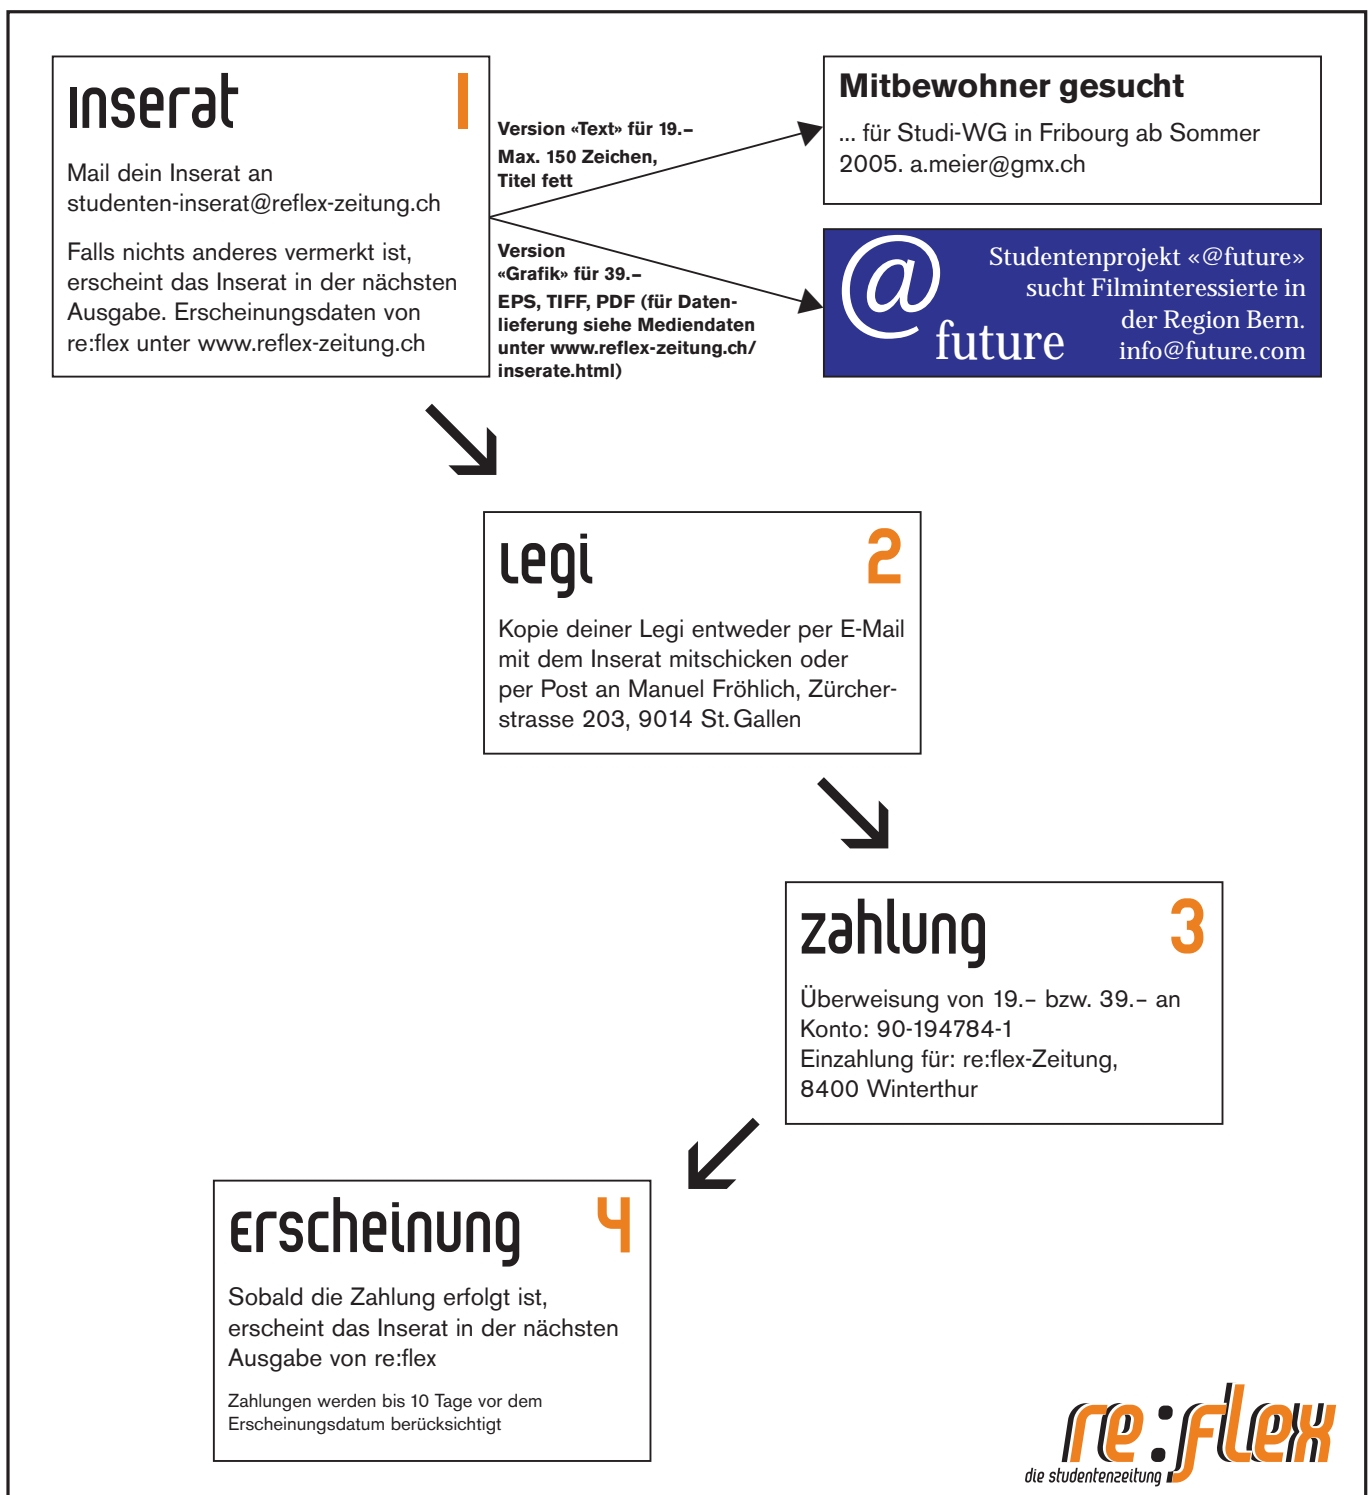 Inserat 1
Mail dein Inserat an
studenten-inserat@reflex-zeitung.ch
Falls nichts anderes vermerkt ist,
erscheint das Inserat in der nächsten
Ausgabe. Erscheinungsdaten von
re:flex unter www.reflex-zeitung.ch
Version «Text» für 19.–
Max. 150 Zeichen,
Titel fett
Mitbewohner gesucht
... für Studi-WG in Fribourg ab Sommer
2005. a.meier@gmx.ch
Version
«Grafik» für 39.–
EPS, TIFF, PDF (für Daten-
lieferung siehe Mediendaten
unter www.reflex-zeitung.ch/
inserate.html)
@future
Studentenprojekt «@future»
sucht Filminteressierte in
der Region Bern.
info@future.com
Legi 2
Kopie deiner Legi entweder per E-Mail
mit dem Inserat mitschicken oder
per Post an Manuel Fröhlich, Zürcher-
strasse 203, 9014 St. Gallen
Zahlung 3
Überweisung von 19.– bzw. 39.– an
Konto: 90-194784-1
Einzahlung für: re:flex-Zeitung,
8400 Winterthur
Erscheinung 4
Sobald die Zahlung erfolgt ist,
erscheint das Inserat in der nächsten
Ausgabe von re:flex
Zahlungen werden bis 10 Tage vor dem
Erscheinungsdatum berücksichtigt
re:flex
die studentenzeitung